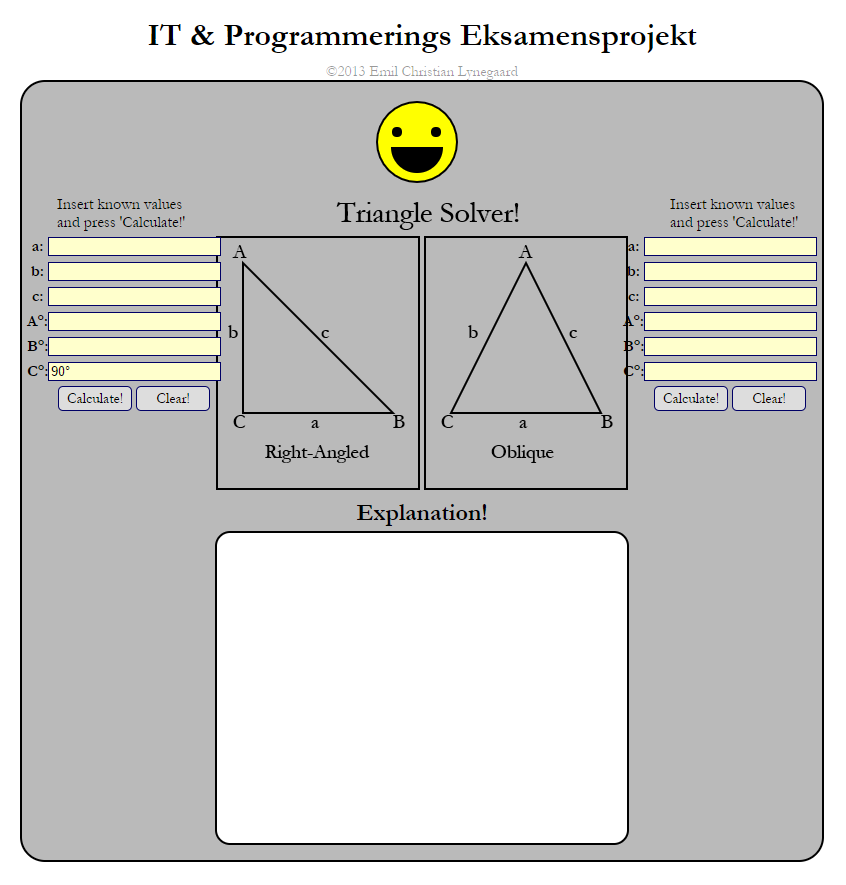 IT & Programmerings Eksamensprojekt
©2013 Emil Christian Lynegaard
Triangle Solver!
Insert known values
and press 'Calculate!'
a:
b:
c:
A°:
B°:
C°: 90°
Calculate! Clear!
A
b
c
C
a
B
Right-Angled
A
b
c
C
a
B
Oblique
Insert known values
and press 'Calculate!'
a:
b:
c:
A°:
B°:
C°:
Calculate! Clear!
Explanation!